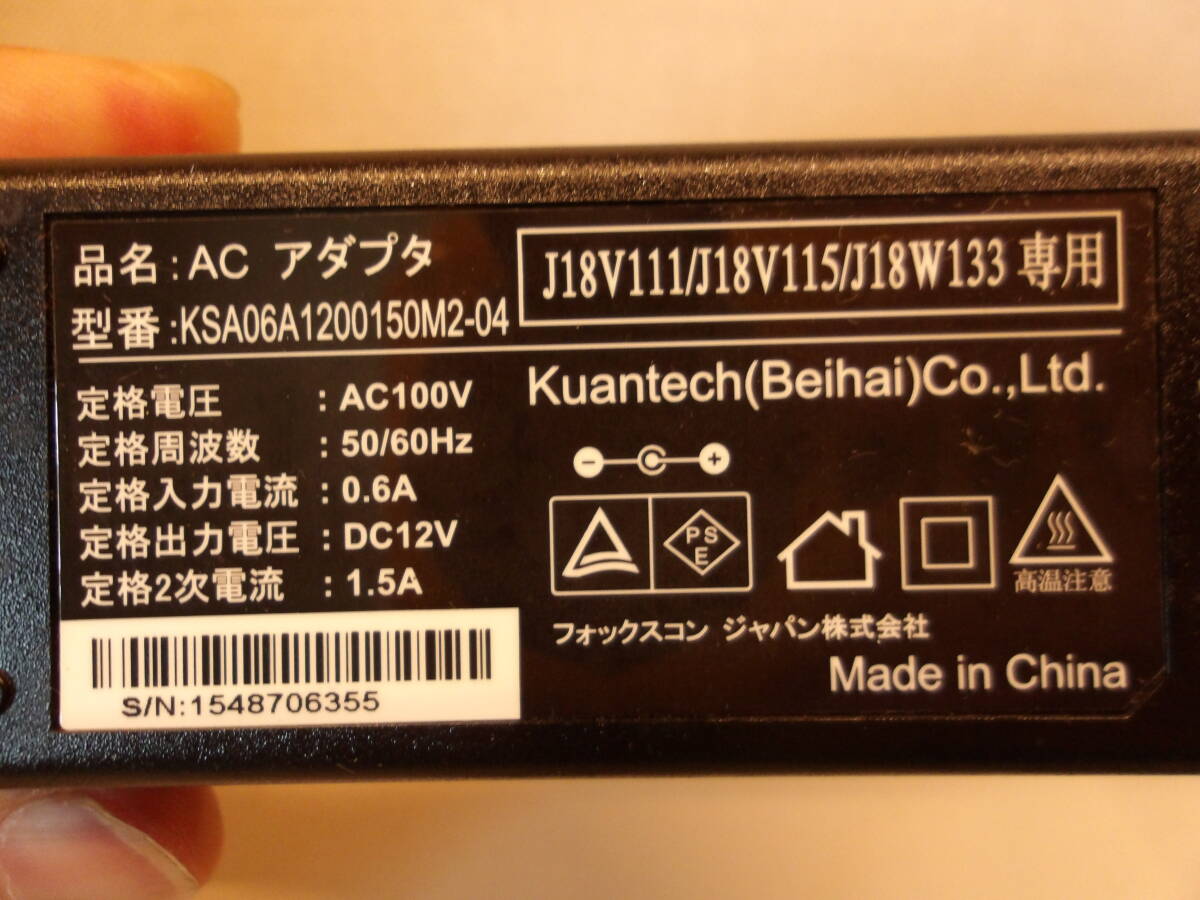 品名:AC アダプタ
型番:KSA06A1200150M2-04
J18V111/J18V115/J18W133 専用
定格電圧 : AC100V
定格周波数 : 50/60Hz
定格入力電流 : 0.6A
定格出力電圧 : DC12V
定格2次電流 : 1.5A
S/N:1548706355
Kuantech(Beihai)Co.,Ltd.
PS
E
高温注意
フォックスコン ジャパン株式会社
Made in China